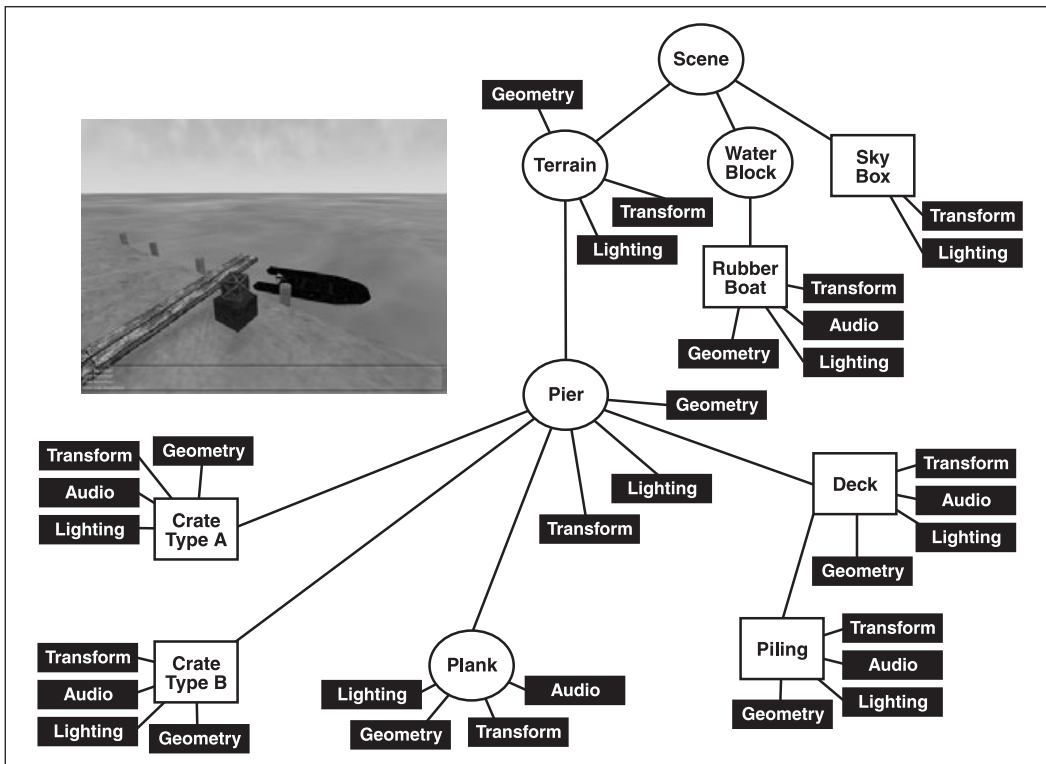 Scene
Geometry
Terrain
Water
Block
Sky
Box
Transform
Lighting
Transform
Lighting
Rubber
Boat
Transform
Audio
Lighting
Geometry
Pier
Geometry
Lighting
Transform
Transform
Geometry
Audio
Lighting
Crate
Type A
Deck
Transform
Audio
Lighting
Geometry
Transform
Audio
Lighting
Crate
Type B
Geometry
Plank
Lighting
Audio
Geometry
Transform
Piling
Transform
Audio
Lighting
Geometry